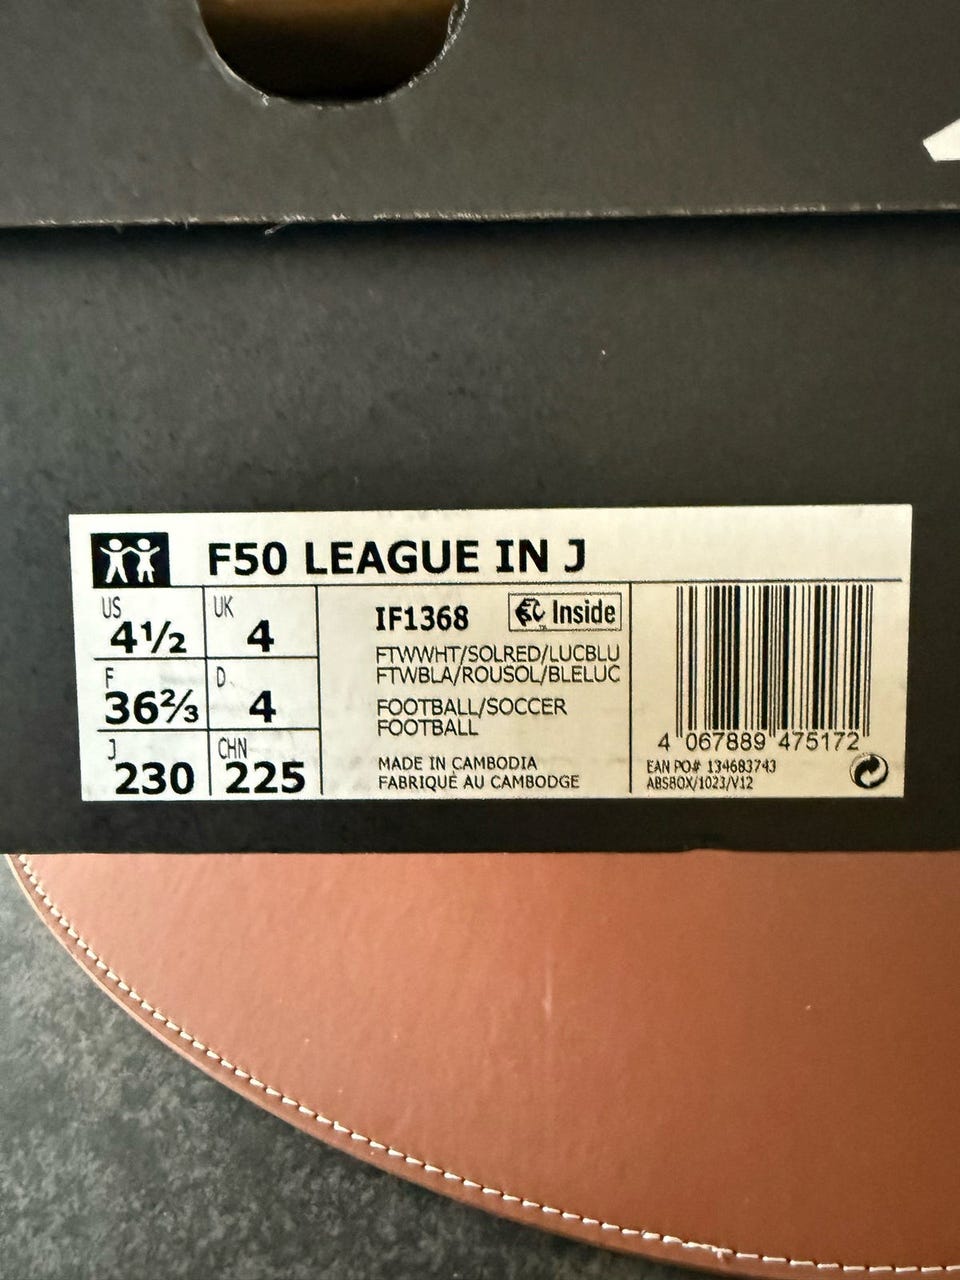 F50 LEAGUE IN J
US 4½
UK 4
F 36⅔
D 4
J 230
CHN 225
IF1368
Inside
FTWWHT/SOLRED/LUCBLU
FTWBLA/ROUSOL/BLELUC
FOOTBALL/SOCCER
FOOTBALL
MADE IN CAMBODIA
FABRIQUÉ AU CAMBODGE
4 067889 475172
EAN PO# 134683743
ABSBOX/1023/V12